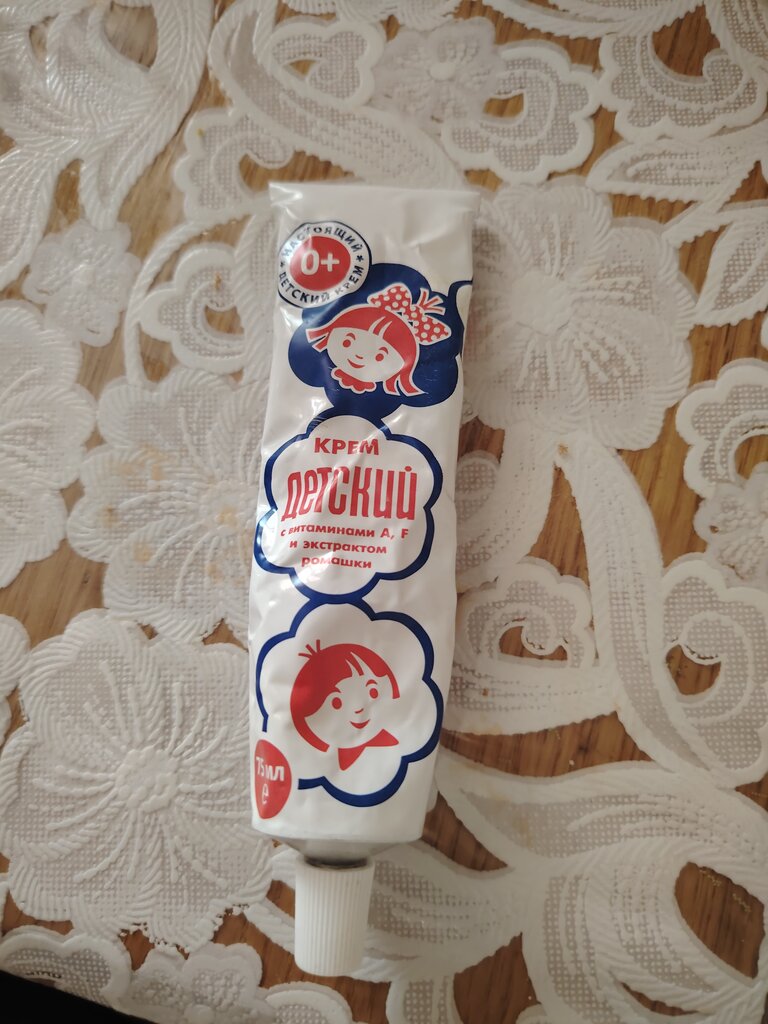 НАСТОЯЩИЙ
0+
ДЕТСКИЙ КРЕМ
КРЕМ
ДЕТСКИЙ
с витаминами А, F
и экстрактом
ромашки
75 мл
e